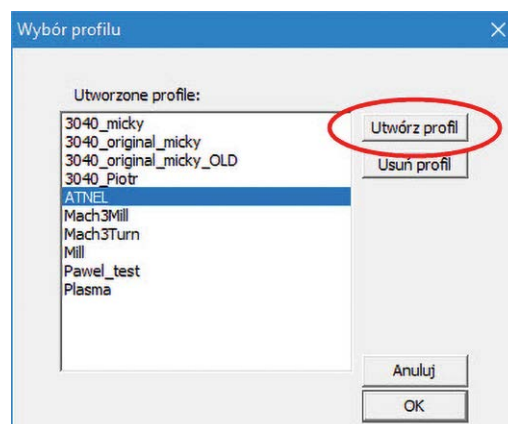 Wybór profilu
Utworzone profile:
3040_micky
3040_original_micky
3040_original_micky_OLD
3040_Piotr
ATNEL
Mach3Mill
Mach3Turn
Mill
Pawel_test
Plasma
Utwórz profil
Usuń profil
Anuluj
OK